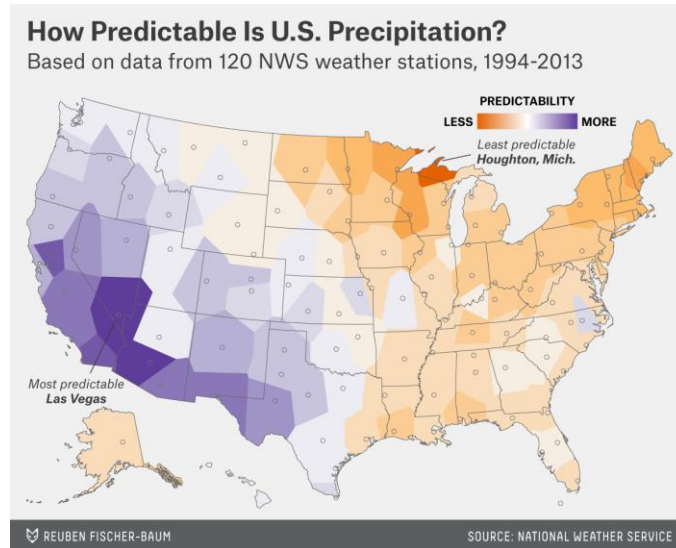 How Predictable Is U.S. Precipitation?
Based on data from 120 NWS weather stations, 1994-2013
PREDICTABILITY
LESS MORE
Least predictable
Houghton, Mich.
Most predictable
Las Vegas
REUBEN FISCHER-BAUM
SOURCE: NATIONAL WEATHER SERVICE